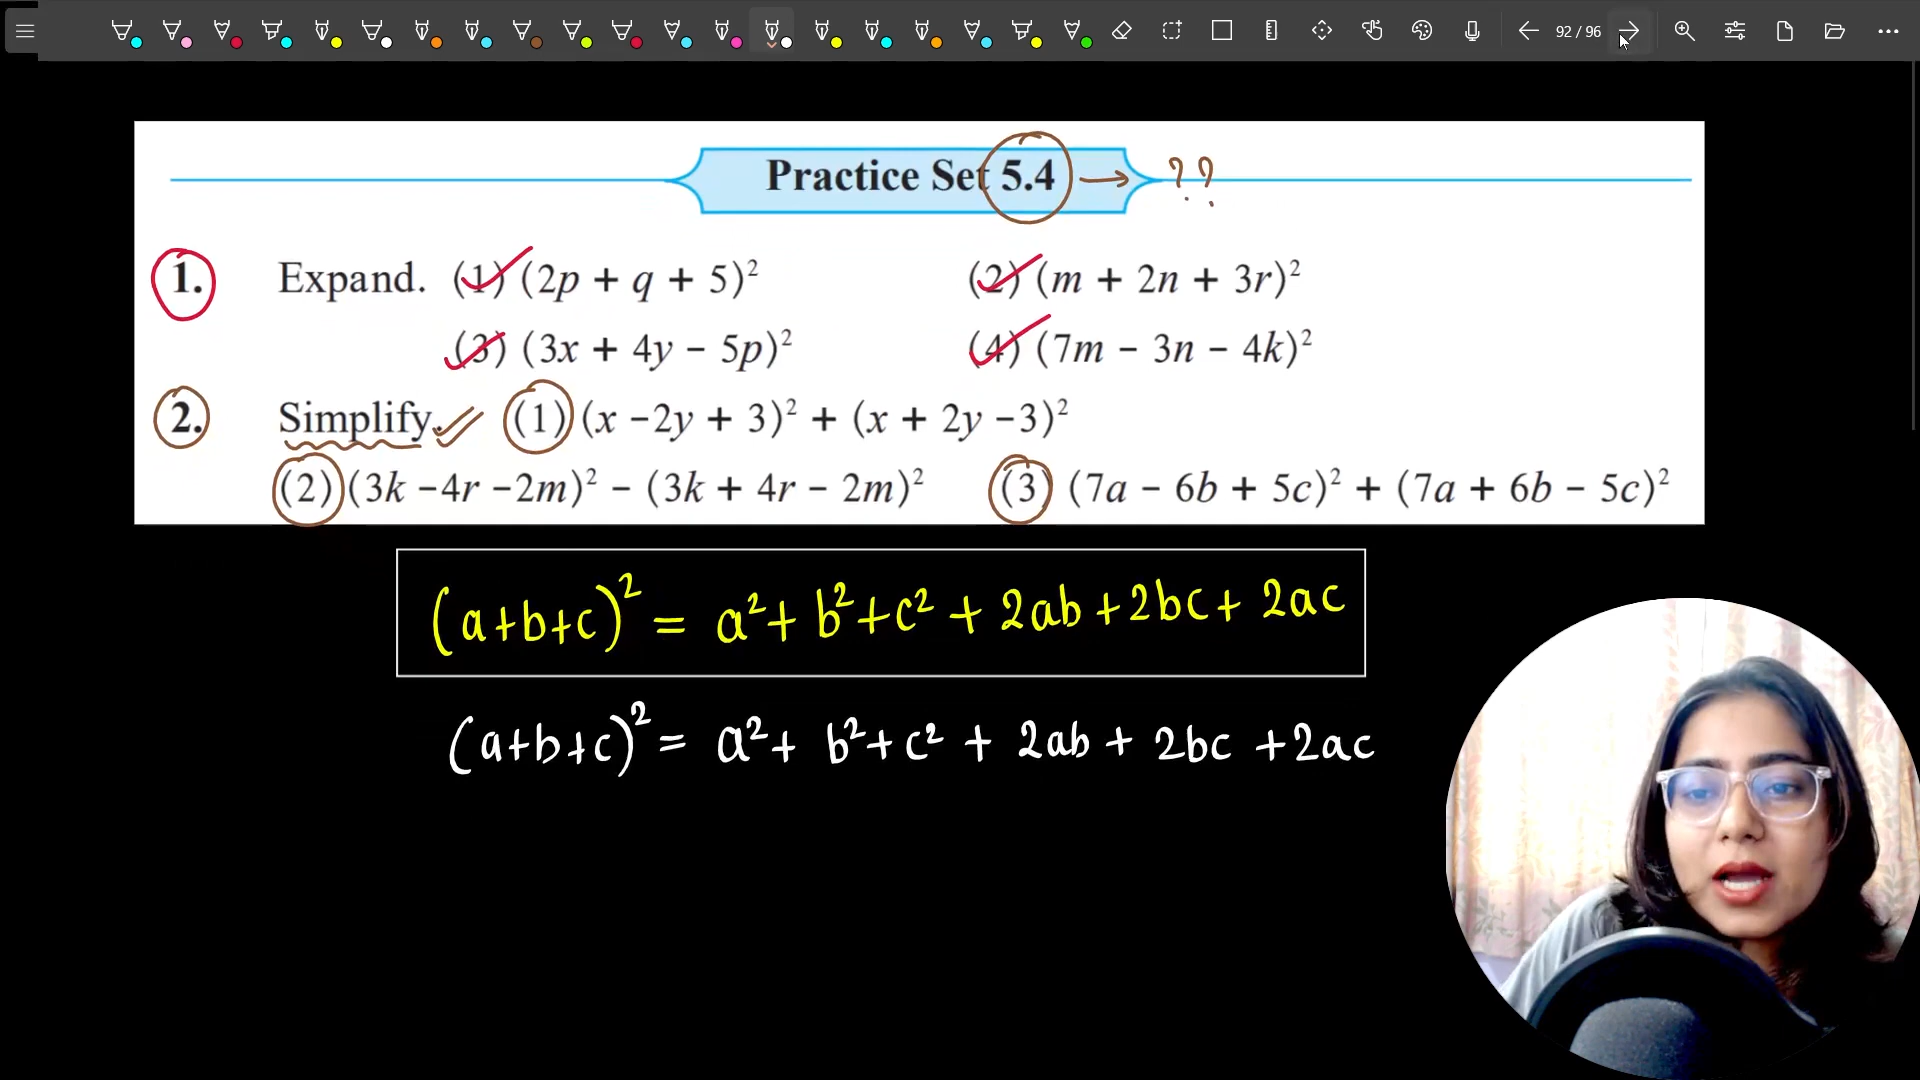 92 / 96
Practice Set 5.4 → ??
1. Expand. (1) (2p + q + 5)² (2) (m + 2n + 3r)²
(3) (3x + 4y − 5p)² (4) (7m − 3n − 4k)²
2. Simplify. (1) (x −2y + 3)² + (x + 2y −3)²
(2) (3k −4r −2m)² − (3k + 4r − 2m)² (3) (7a − 6b + 5c)² + (7a + 6b − 5c)²
(a+b+c)² = a²+ b²+c² + 2ab +2bc + 2ac
(a+b+c)² = a²+ b²+c² + 2ab + 2bc +2ac